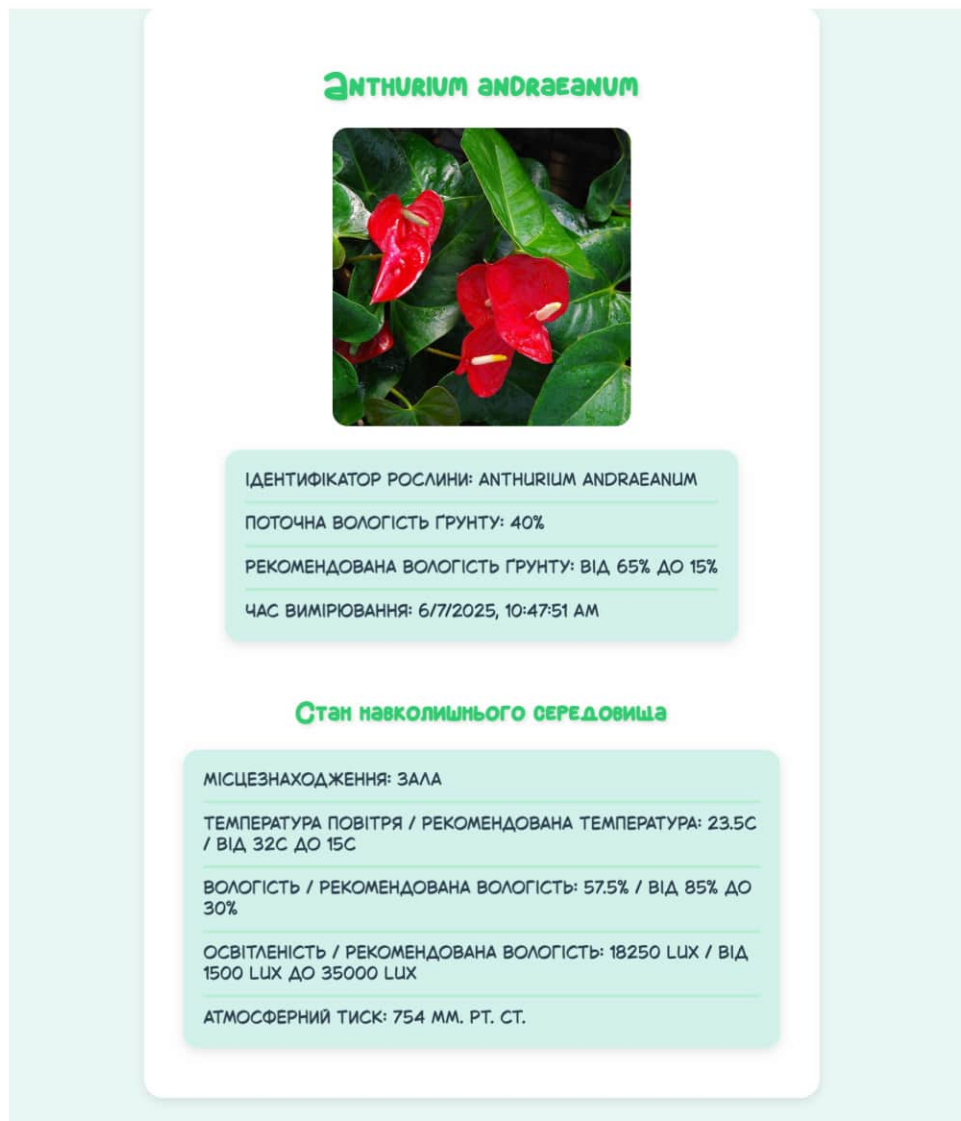 Anthurium andraeanum
ІДЕНТИФІКАТОР РОСЛИНИ: ANTHURIUM ANDRAEANUM
ПОТОЧНА ВОЛОГІСТЬ ҐРУНТУ: 40%
РЕКОМЕНДОВАНА ВОЛОГІСТЬ ҐРУНТУ: ВІД 65% ДО 15%
ЧАС ВИМІРЮВАННЯ: 6/7/2025, 10:47:51 AM
Стан навколишнього середовища
МІСЦЕЗНАХОДЖЕННЯ: ЗАЛА
ТЕМПЕРАТУРА ПОВІТРЯ / РЕКОМЕНДОВАНА ТЕМПЕРАТУРА: 23.5C
/ ВІД 32C ДО 15C
ВОЛОГІСТЬ / РЕКОМЕНДОВАНА ВОЛОГІСТЬ: 57.5% / ВІД 85% ДО
30%
ОСВІТЛЕНІСТЬ / РЕКОМЕНДОВАНА ВОЛОГІСТЬ: 18250 LUX / ВІД
1500 LUX ДО 35000 LUX
АТМОСФЕРНИЙ ТИСК: 754 ММ. РТ. СТ.